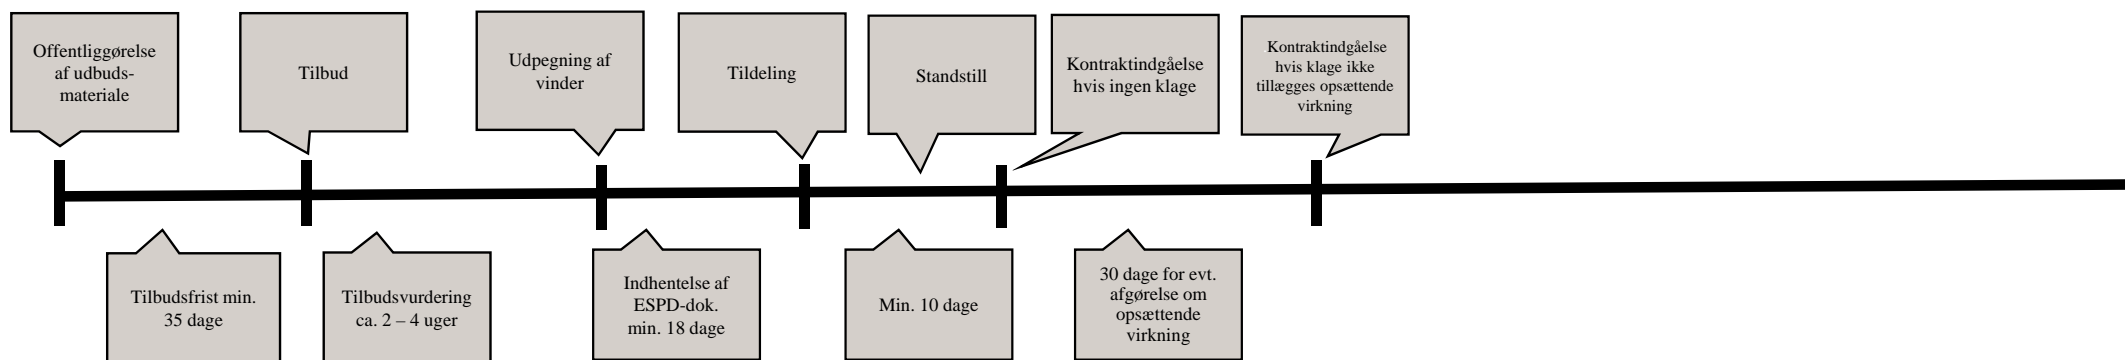 Offentliggørelse
af udbuds-
materiale
Tilbud
Udpegning af
vinder
Tildeling
Standstill
Kontraktindgåelse
hvis ingen klage
Kontraktindgåelse
hvis klage ikke
tillægges opsættende
virkning
Tilbudsfrist min.
35 dage
Tilbudsvurdering
ca. 2 – 4 uger
Indhentelse af
ESPD-dok.
min. 18 dage
Min. 10 dage
30 dage for evt.
afgørelse om
opsættende
virkning